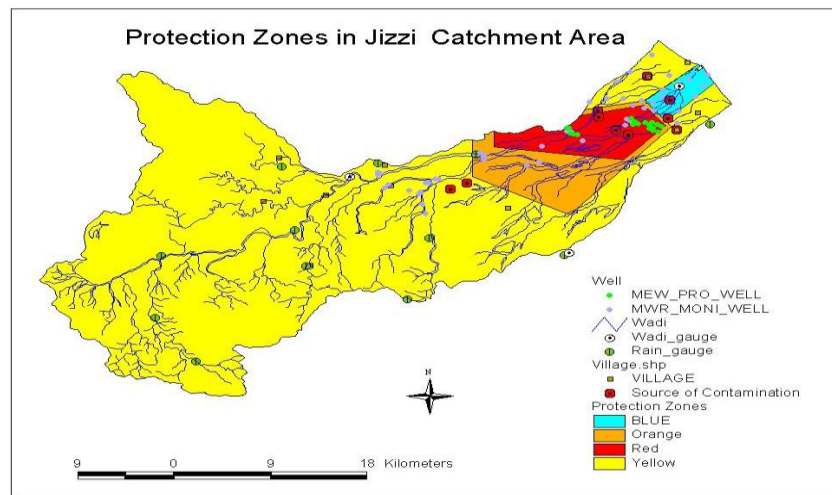 Protection Zones in Jizzi Catchment Area
Well
MEW_PRO_WELL
MWR_MONI_WELL
Wadi
Wadi_gauge
Rain_gauge
Village.shp
VILLAGE
Source of Contamination
Protection Zones
BLUE
Orange
Red
Yellow
N
9 0 9 18 Kilometers